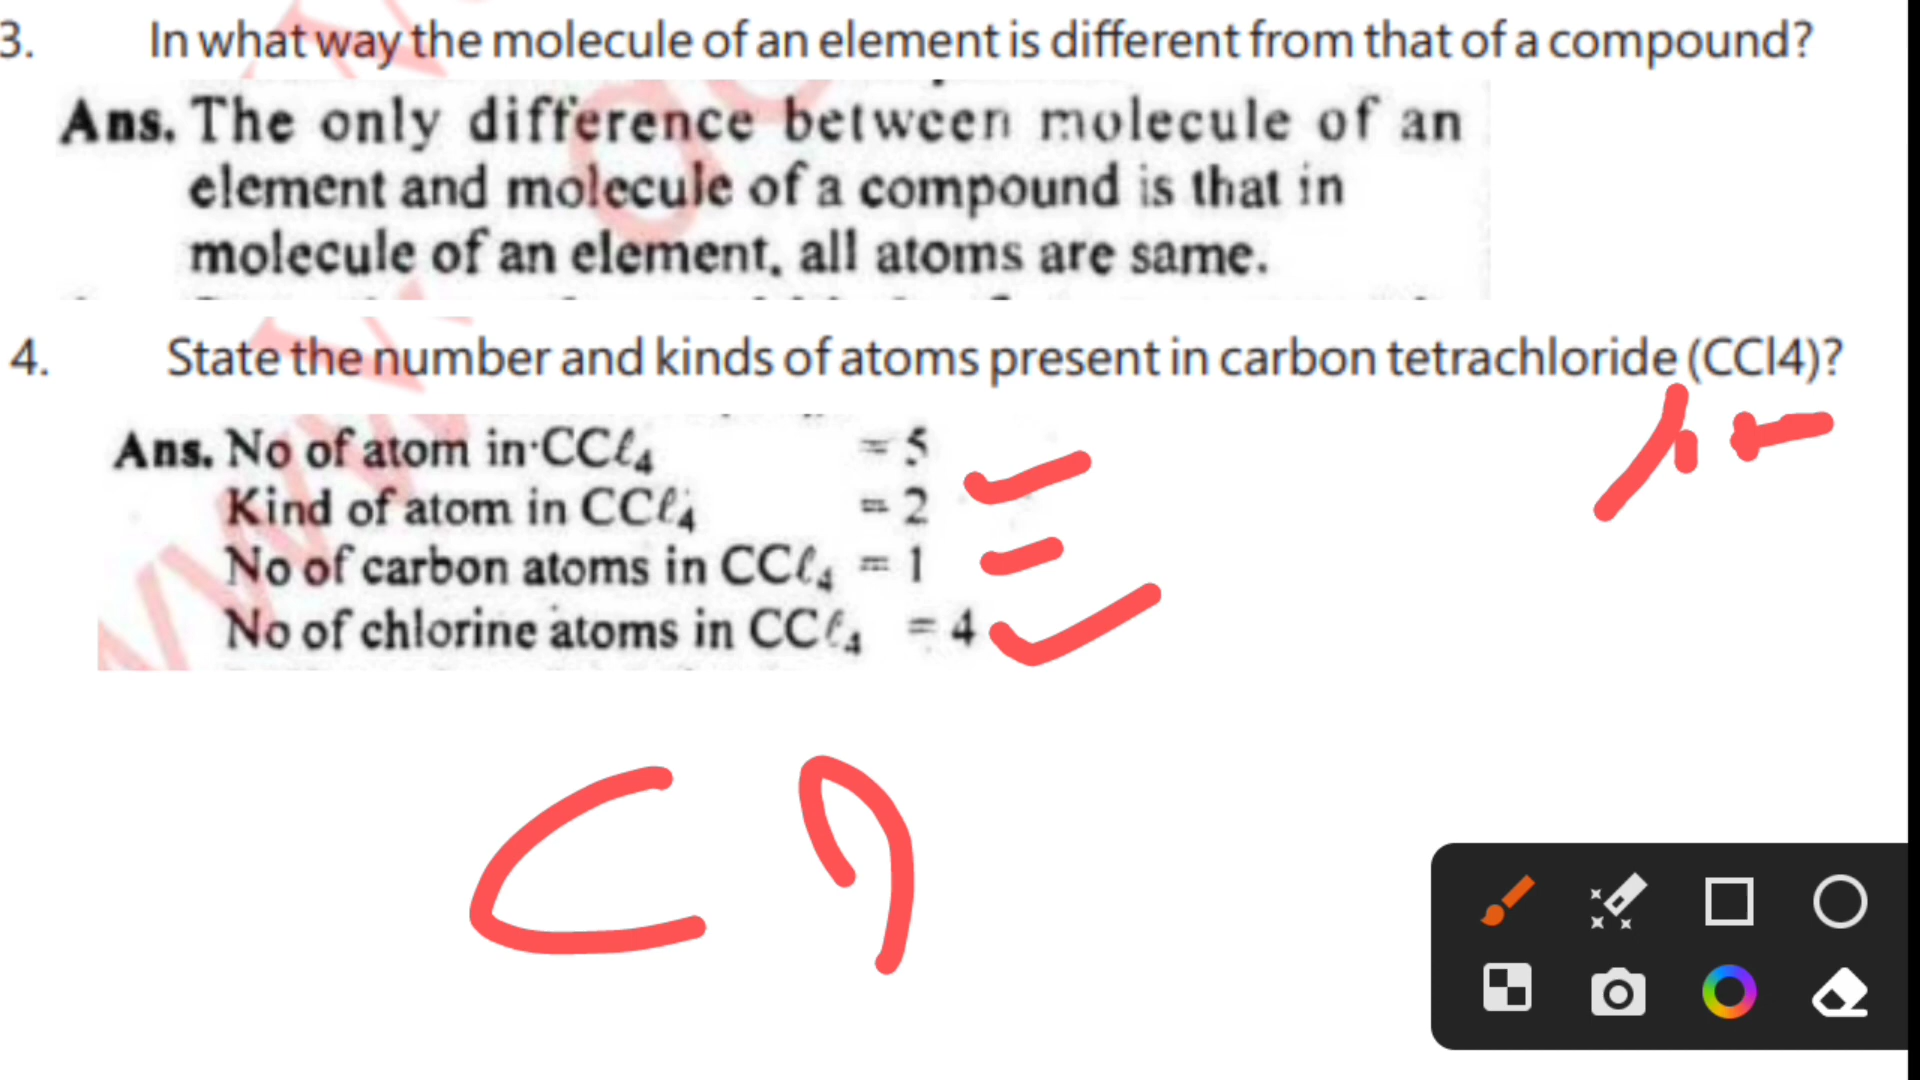 3. In what way the molecule of an element is different from that of a compound?
Ans. The only difference between molecule of an
element and molecule of a compound is that in
molecule of an element, all atoms are same.
4. State the number and kinds of atoms present in carbon tetrachloride (CCl4)?
Ans. No of atom in CCℓ₄ = 5
Kind of atom in CCℓ₄ = 2
No of carbon atoms in CCℓ₄ = 1
No of chlorine atoms in CCℓ₄ = 4